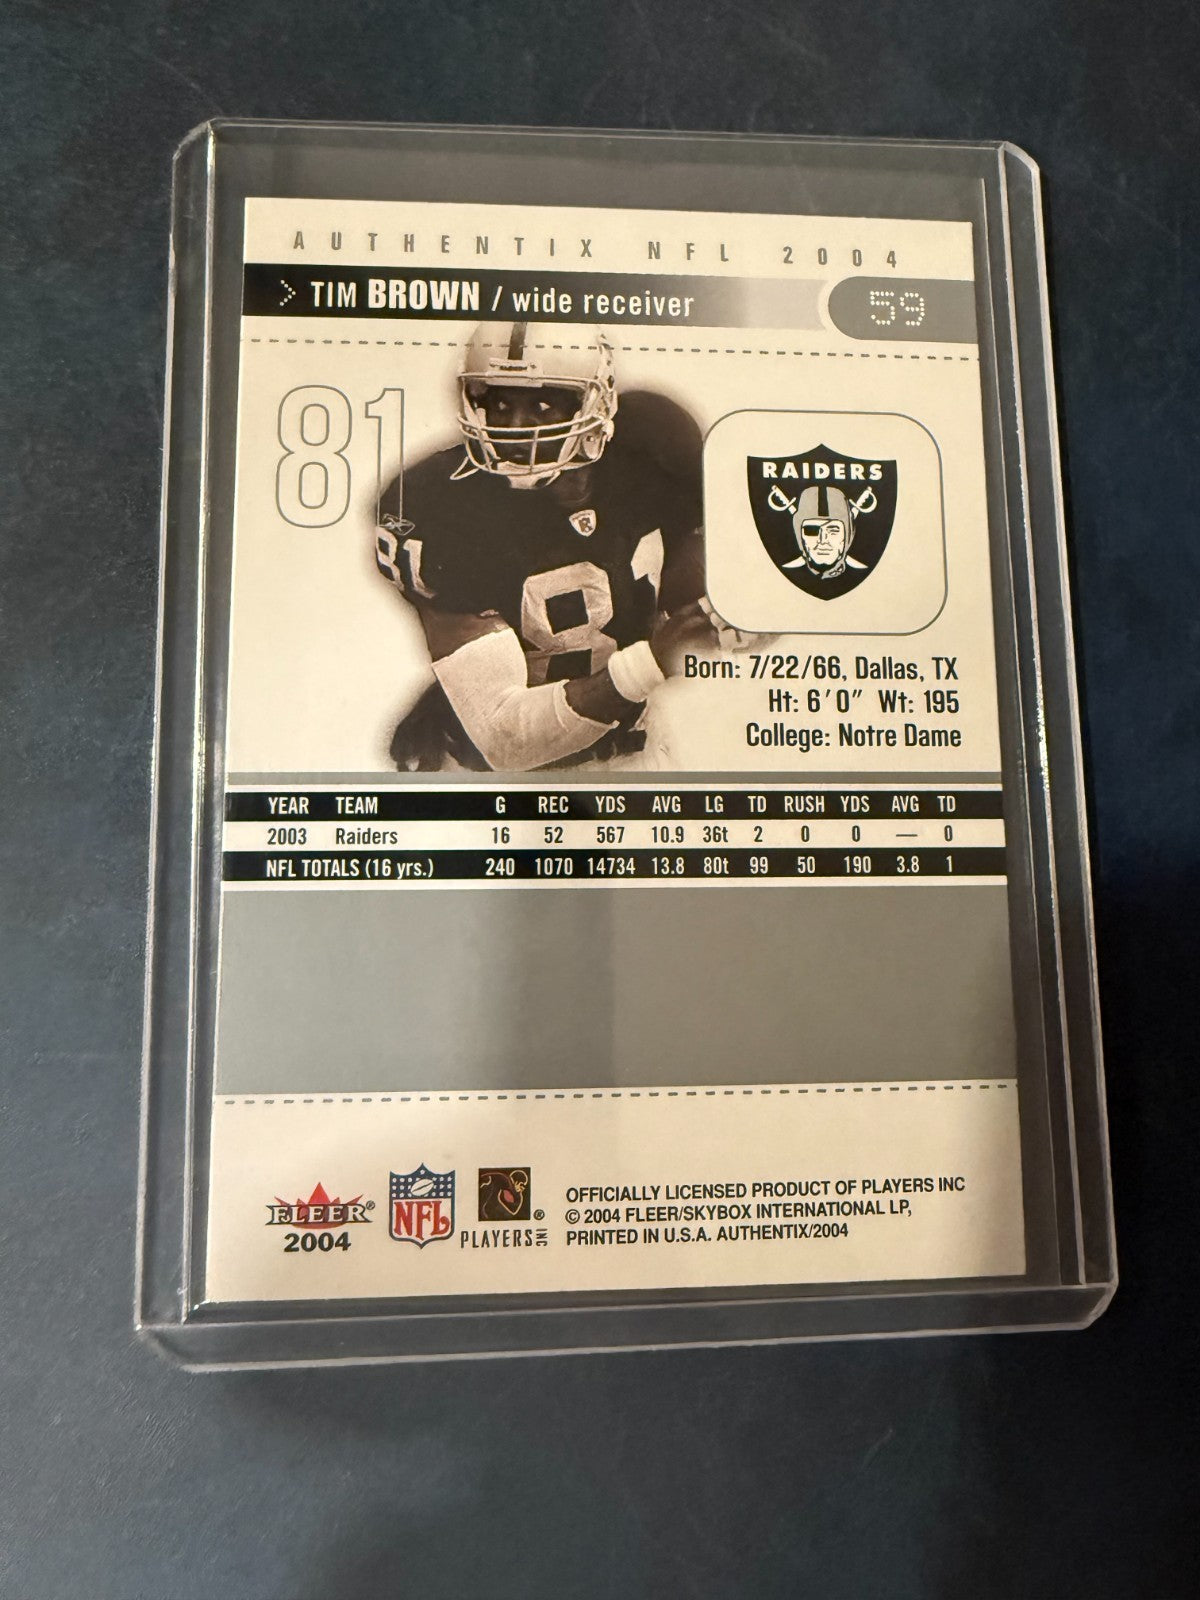 AUTHENTIX NFL 2004
> TIM BROWN / wide receiver
59
81
RAIDERS
81
81
Born: 7/22/66, Dallas, TX
Ht: 6'0" Wt: 195
College: Notre Dame
YEAR TEAM G REC YDS AVG LG TD RUSH YDS AVG TD
2003 Raiders 16 52 567 10.9 36t 2 0 0 — 0
NFL TOTALS (16 yrs.) 240 1070 14734 13.8 80t 99 50 190 3.8 1
FLEER®
2004
NFL
®
PLAYERS INC
OFFICIALLY LICENSED PRODUCT OF PLAYERS INC
© 2004 FLEER/SKYBOX INTERNATIONAL LP,
PRINTED IN U.S.A. AUTHENTIX/2004